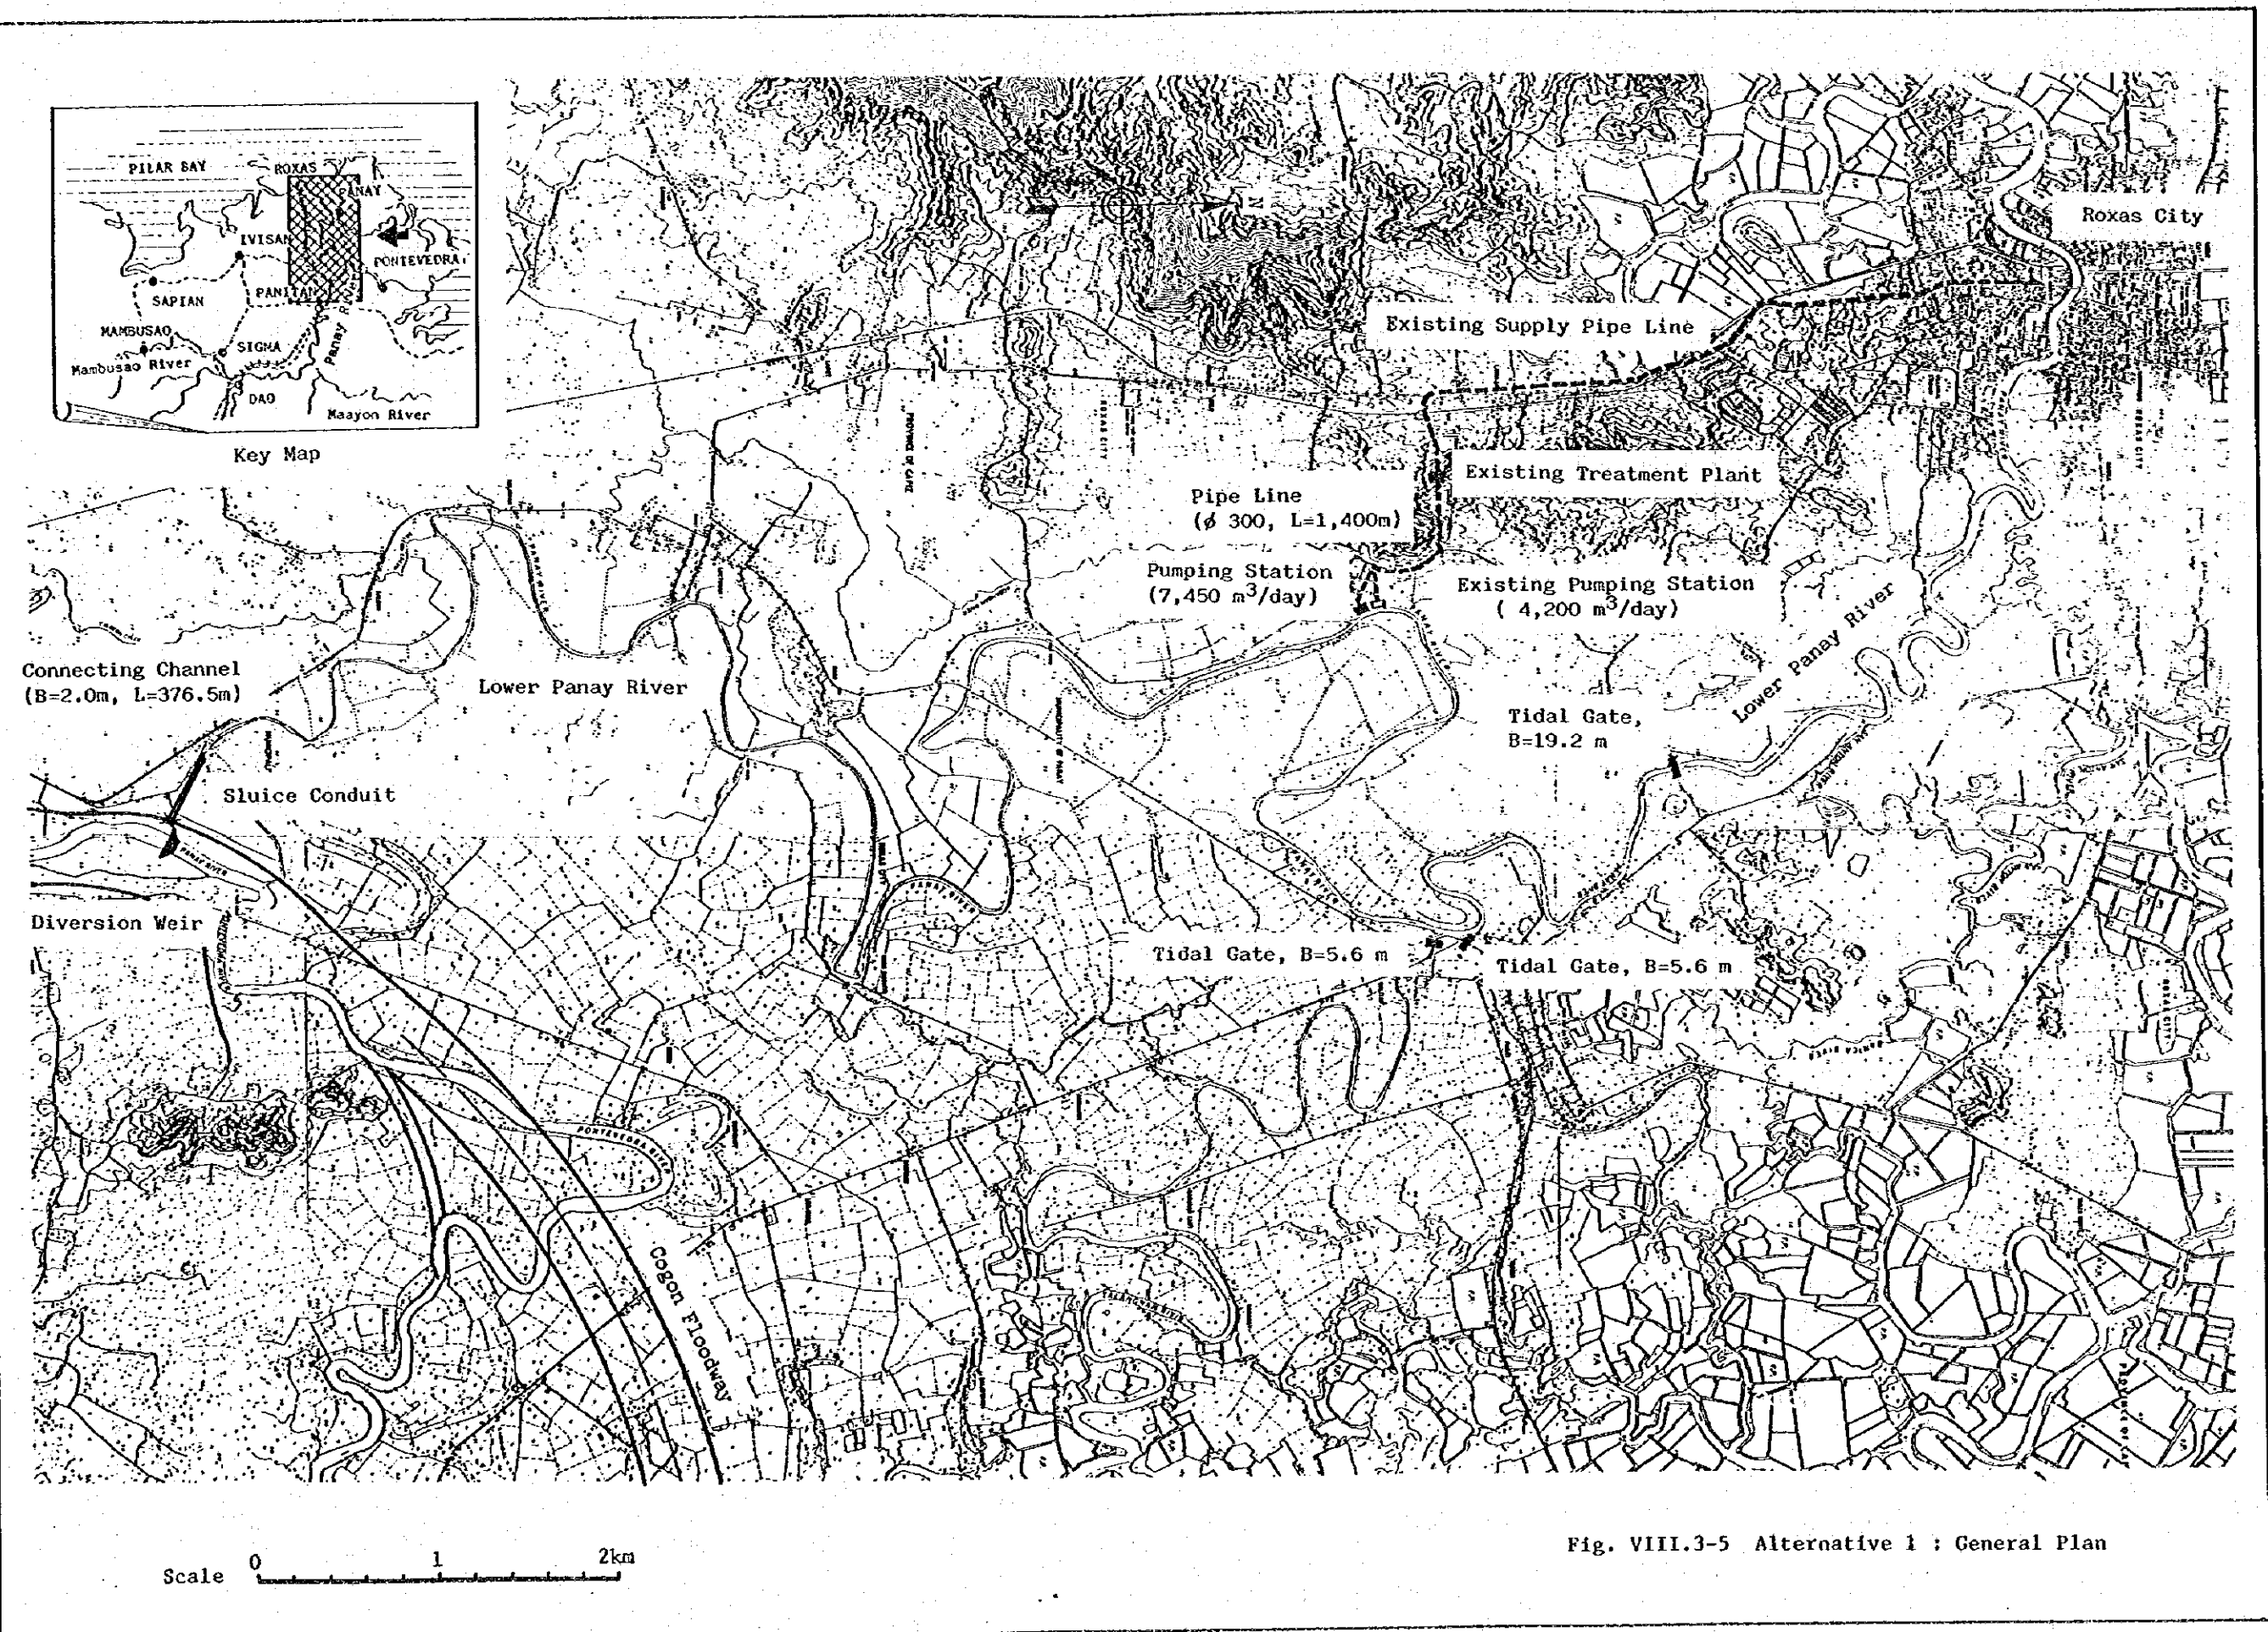 PILAR BAY
ROXAS
PANAY
IVISAN
PONTEVEDRA
SAPIAN
PANITAN
MAMBUSAO
SIGMA
Mambusao River
Panay R
DAO
Maayon River
Key Map
N
Roxas City
Existing Supply Pipe Line
Existing Treatment Plant
Pipe Line
(ø 300, L=1,400m)
Pumping Station
(7,450 m³/day)
Existing Pumping Station
( 4,200 m³/day)
Lower Panay River
Connecting Channel
(B=2.0m, L=376.5m)
Lower Panay River
Tidal Gate,
B=19.2 m
Sluice Conduit
PANAY RIVER
Diversion Weir
Tidal Gate, B=5.6 m
Tidal Gate, B=5.6 m
PONTEVEDRA RIVER
Cogon Floodway
Scale 0 1 2km
Fig. VIII.3-5 Alternative 1 : General Plan